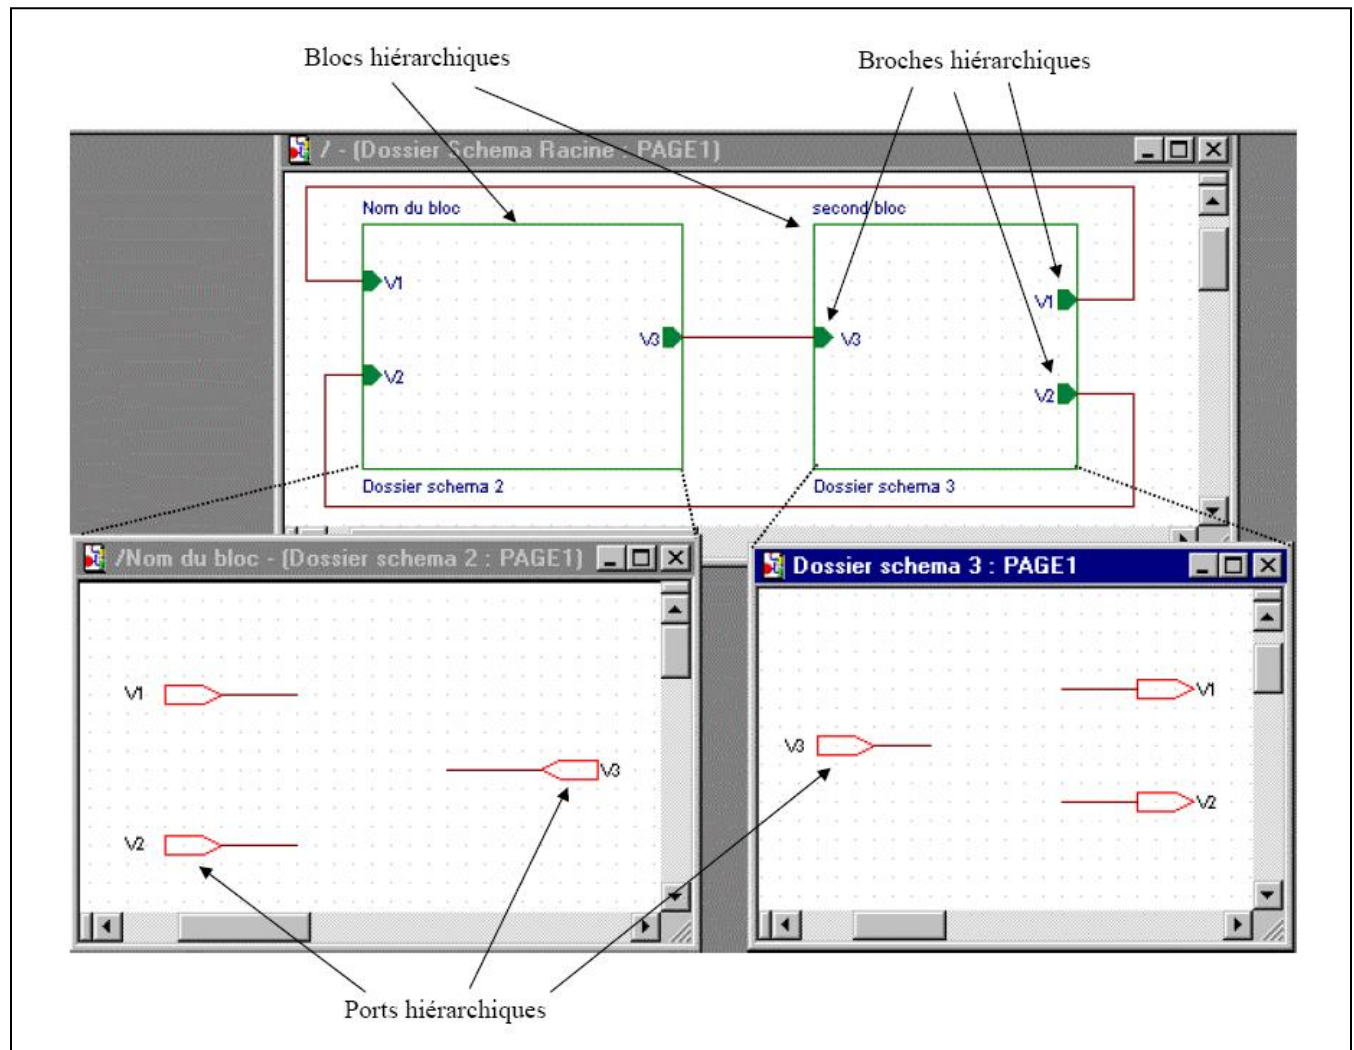 Blocs hiérarchiques
Broches hiérarchiques
/ - (Dossier Schema Racine : PAGE1)
Nom du bloc
second bloc
V1
V1
V3
V3
V2
V2
Dossier schema 2
Dossier schema 3
/Nom du bloc - (Dossier schema 2 : PAGE1)
Dossier schema 3 : PAGE1
V1
V1
V3
V3
V2
V2
Ports hiérarchiques